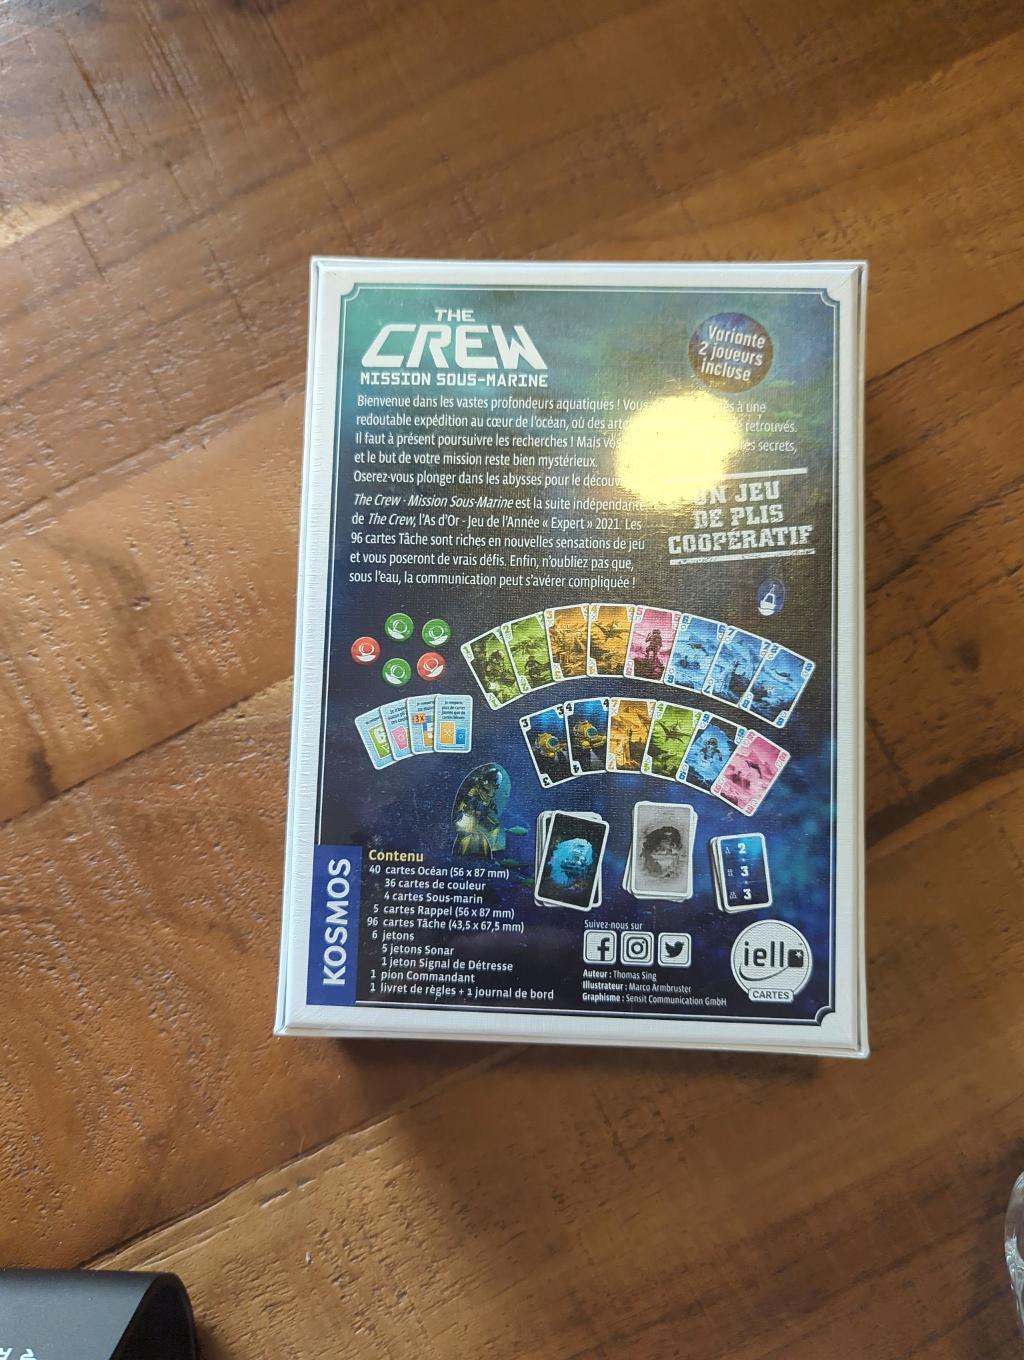 THE
CREW
MISSION SOUS-MARINE
Variante
2 joueurs
incluse
Bienvenue dans les vastes profondeurs aquatiques ! Vous à une
redoutable expédition au cœur de l'océan, où des retrouvés.
Il faut à présent poursuivre les recherches ! Mais secrets,
et le but de votre mission reste bien mystérieux.
Oserez-vous plonger dans les abysses pour le
The Crew - Mission Sous-Marine est la suite indépendante
de The Crew, l'As d'Or - Jeu de l'Année « Expert » 2021. Les
96 cartes Tâche sont riches en nouvelles sensations de jeu
et vous poseront de vrais défis. Enfin, n'oubliez pas que,
sous l'eau, la communication peut s'avérer compliquée !
UN JEU
DE PLIS
COOPÉRATIF
3X
2
3
3
KOSMOS
Contenu
40 cartes Océan (56 x 87 mm)
36 cartes de couleur
4 cartes Sous-marin
5 cartes Rappel (56 x 87 mm)
96 cartes Tâche (43,5 x 67,5 mm)
6 jetons
5 jetons Sonar
1 jeton Signal de Détresse
1 pion Commandant
1 livret de règles + 1 journal de bord
Suivez-nous sur
Auteur : Thomas Sing
Illustrateur : Marco Armbruster
Graphisme : Sensit Communication GmbH
iello
CARTES